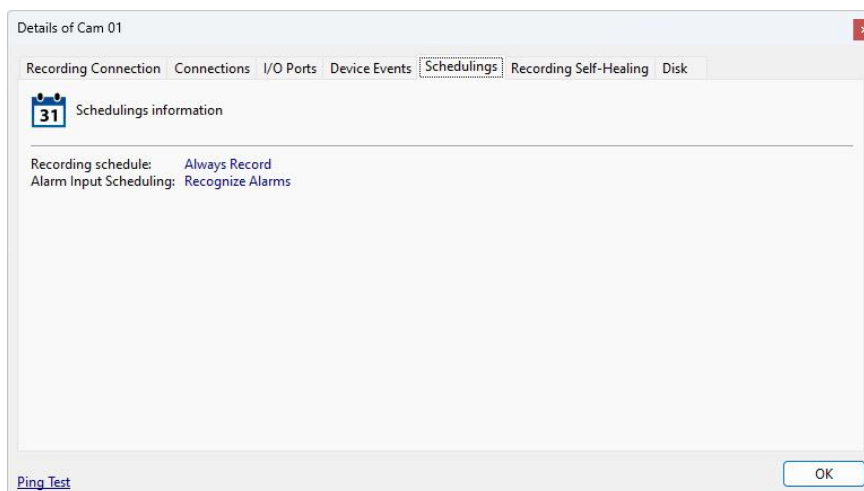 Details of Cam 01
Recording Connection Connections I/O Ports Device Events Schedulings Recording Self-Healing Disk
31 Schedulings information
Recording schedule: Always Record
Alarm Input Scheduling: Recognize Alarms
Ping Test OK